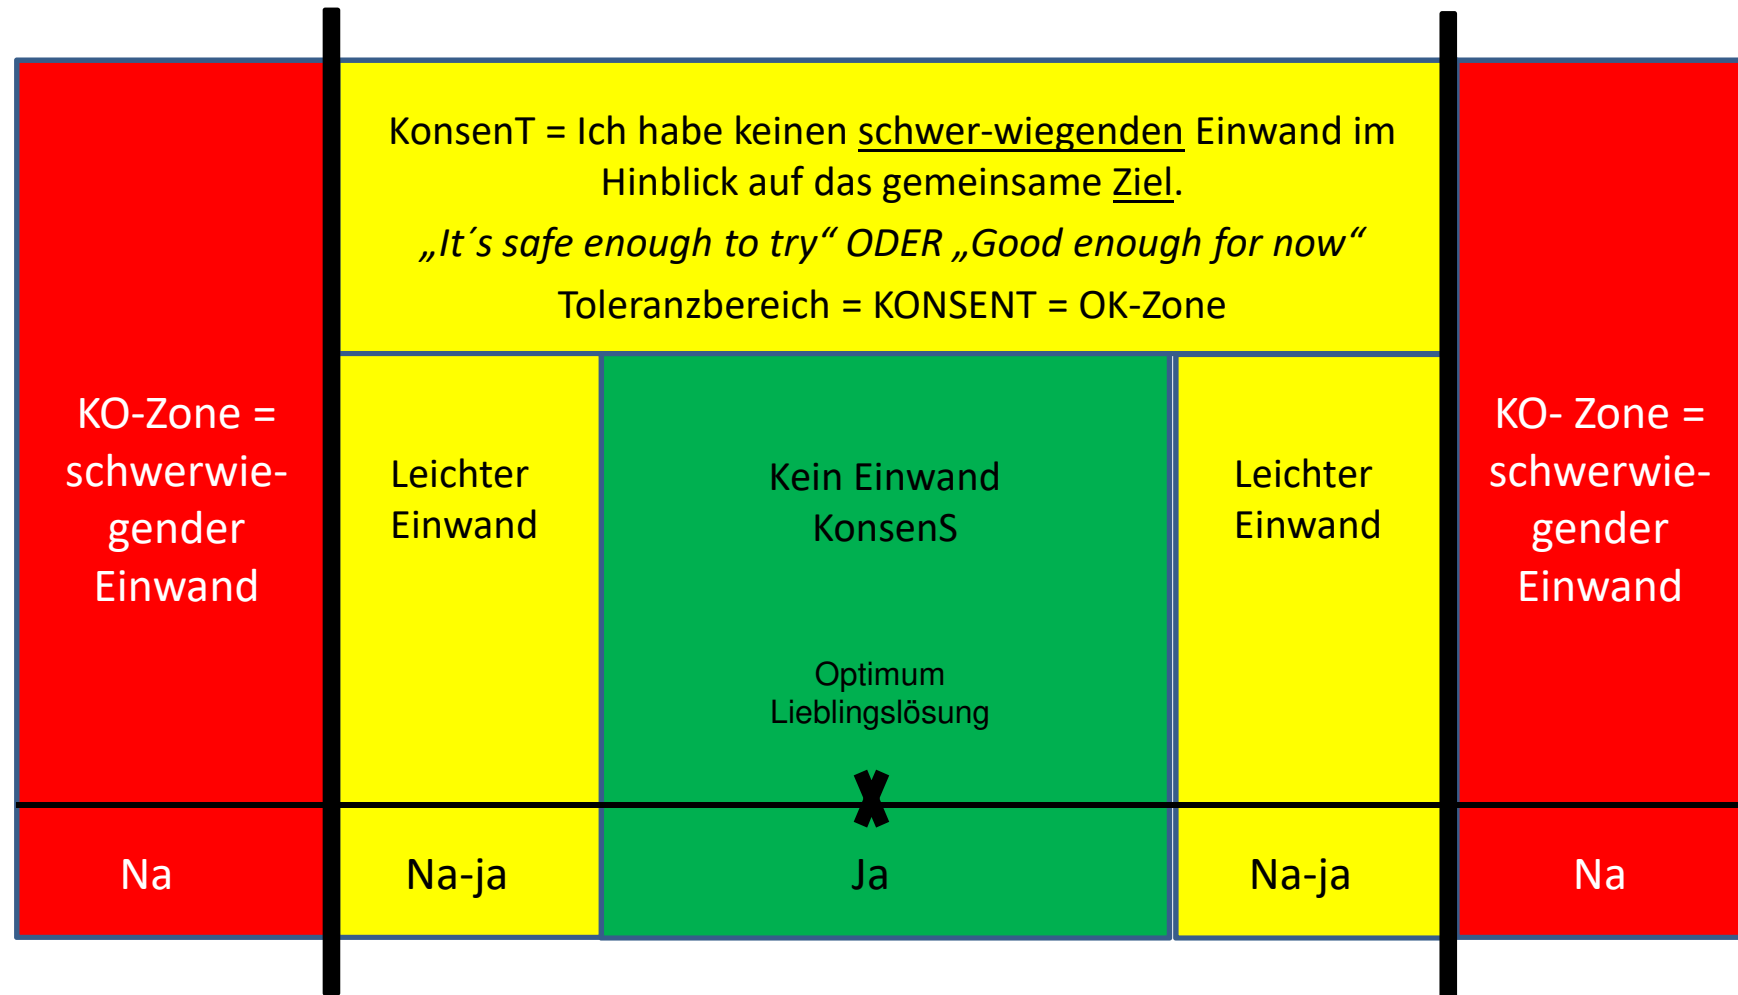 KonsenT = Ich habe keinen schwer-wiegenden Einwand im
Hinblick auf das gemeinsame Ziel.
„It´s safe enough to try“ ODER „Good enough for now“
Toleranzbereich = KONSENT = OK-Zone
KO-Zone =
schwerwie-
gender
Einwand
Leichter
Einwand
Kein Einwand
KonsenS
Optimum
Lieblingslösung
Leichter
Einwand
KO- Zone =
schwerwie-
gender
Einwand
Na
Na-ja
Ja
Na-ja
Na